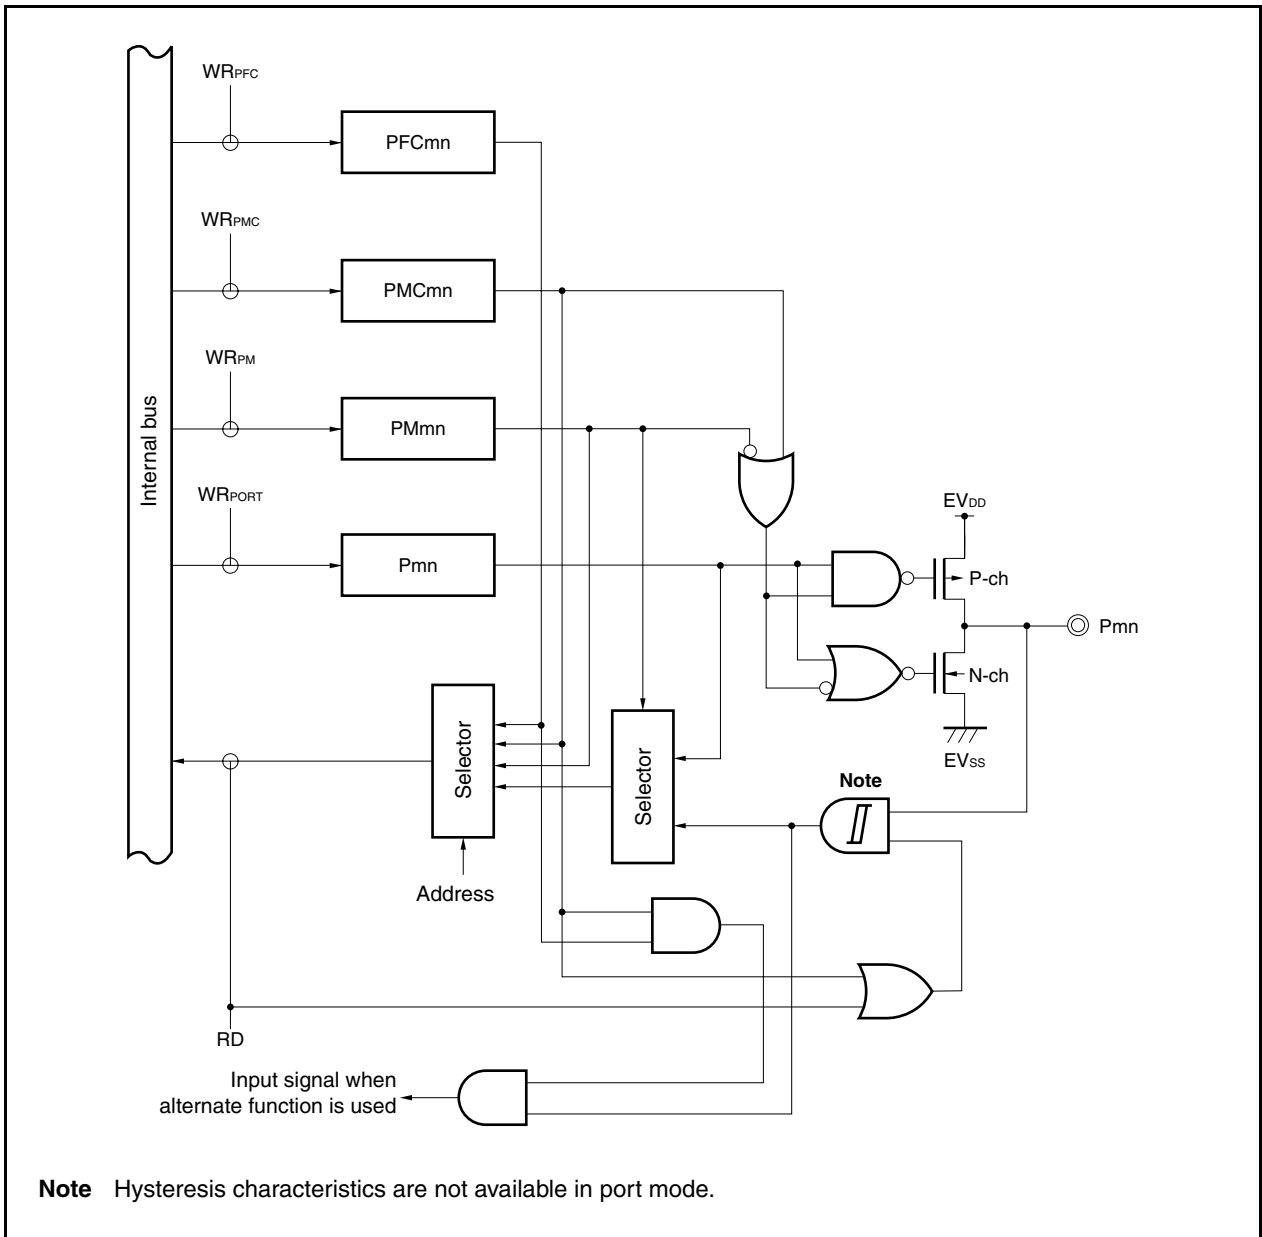 WRPFC
PFCmn
WRPMC
PMCmn
WRPM
PMmn
Internal bus
WRPORT
Pmn
EVDD
P-ch
Pmn
N-ch
EVSS
Selector
Selector
Note
Address
RD
Input signal when
alternate function is used
Note Hysteresis characteristics are not available in port mode.